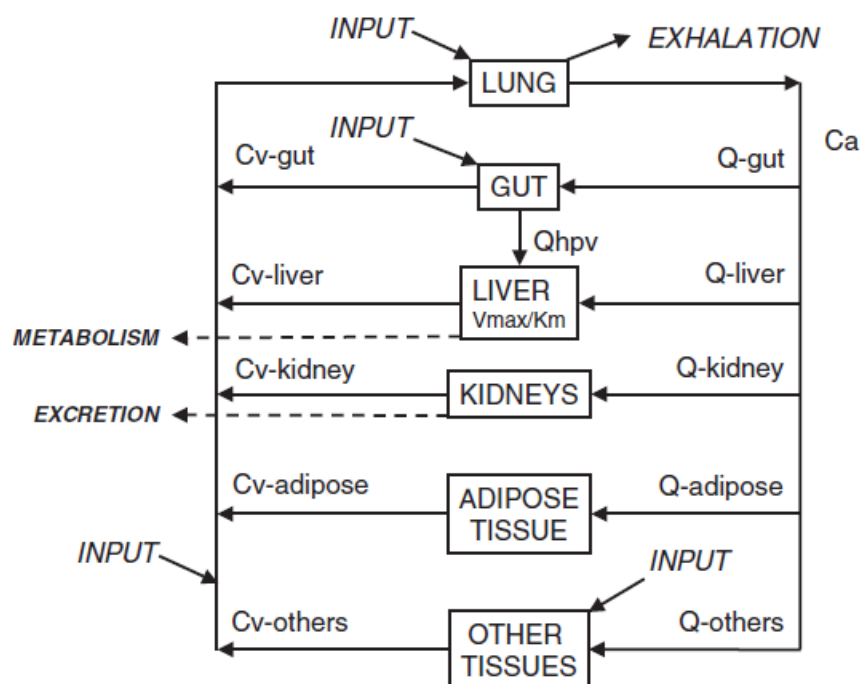 INPUT
EXHALATION
LUNG
INPUT
Ca
Cv-gut
Q-gut
GUT
Qhpv
Cv-liver
Q-liver
LIVER
Vmax/Km
METABOLISM
Cv-kidney
Q-kidney
KIDNEYS
EXCRETION
Cv-adipose
Q-adipose
ADIPOSE
TISSUE
INPUT
INPUT
Cv-others
Q-others
OTHER
TISSUES